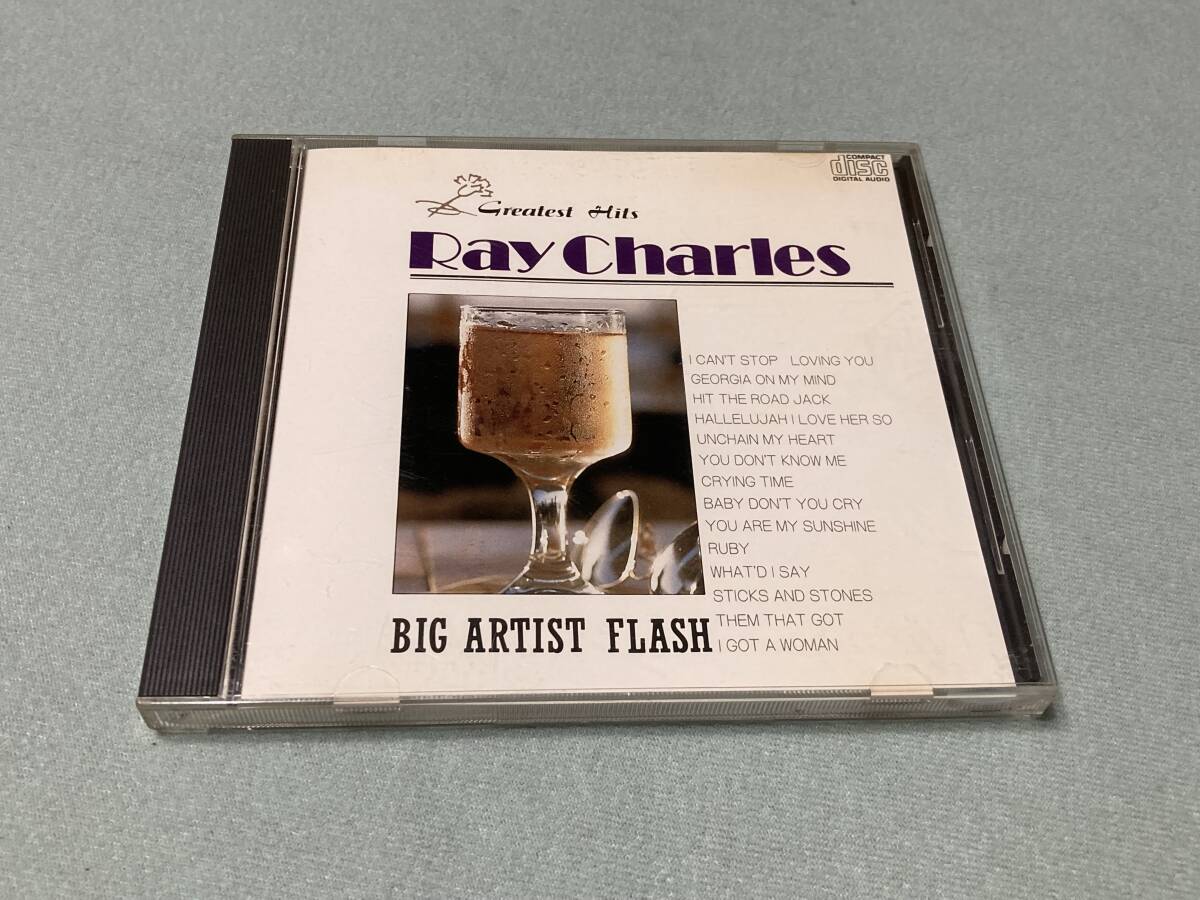 COMPACT
disc
DIGITAL AUDIO
Greatest Hits
Ray Charles
I CAN'T STOP LOVING YOU
GEORGIA ON MY MIND
HIT THE ROAD JACK
HALLELUJAH I LOVE HER SO
UNCHAIN MY HEART
YOU DON'T KNOW ME
CRYING TIME
BABY DON'T YOU CRY
YOU ARE MY SUNSHINE
RUBY
WHAT'D I SAY
STICKS AND STONES
THEM THAT GOT
I GOT A WOMAN
BIG ARTIST FLASH